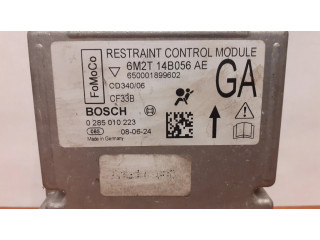 FoMoCo
RESTRAINT CONTROL MODULE
6M2T 14B056 AE
650001899602
CD340/06
CF33B
GA
BOSCH
0 285 010 223
06-06-24
Made in Germany